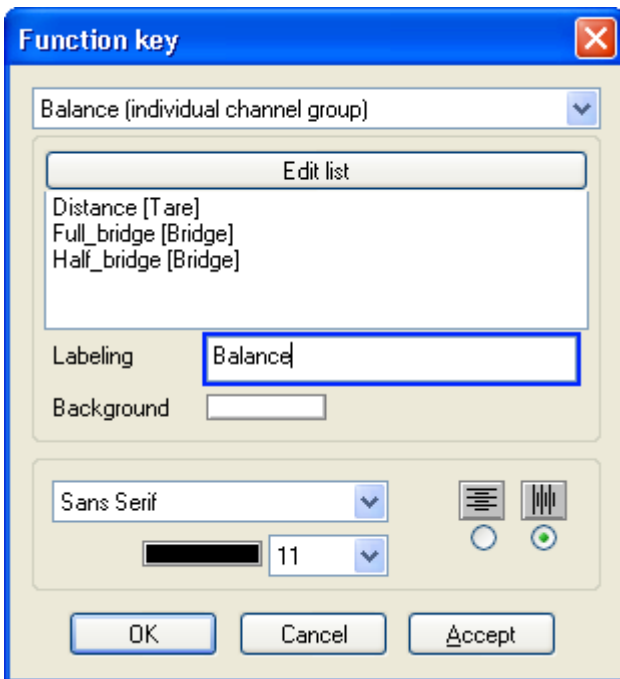 Function key
Balance (individual channel group)
Edit list
Distance [Tare]
Full_bridge [Bridge]
Half_bridge [Bridge]
Labeling Balance
Background
Sans Serif
11
OK Cancel Accept